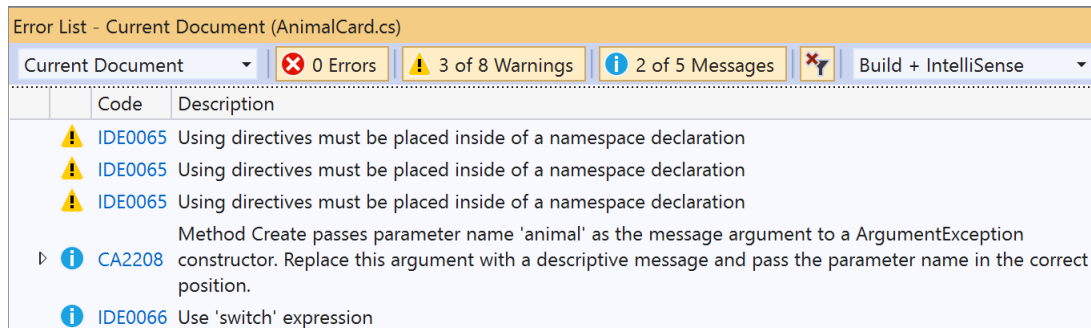 Error List - Current Document (AnimalCard.cs)
Current Document 0 Errors 3 of 8 Warnings 2 of 5 Messages Build + IntelliSense
Code Description
IDE0065 Using directives must be placed inside of a namespace declaration
IDE0065 Using directives must be placed inside of a namespace declaration
IDE0065 Using directives must be placed inside of a namespace declaration
Method Create passes parameter name 'animal' as the message argument to a ArgumentException
CA2208 constructor. Replace this argument with a descriptive message and pass the parameter name in the correct
position.
IDE0066 Use 'switch' expression